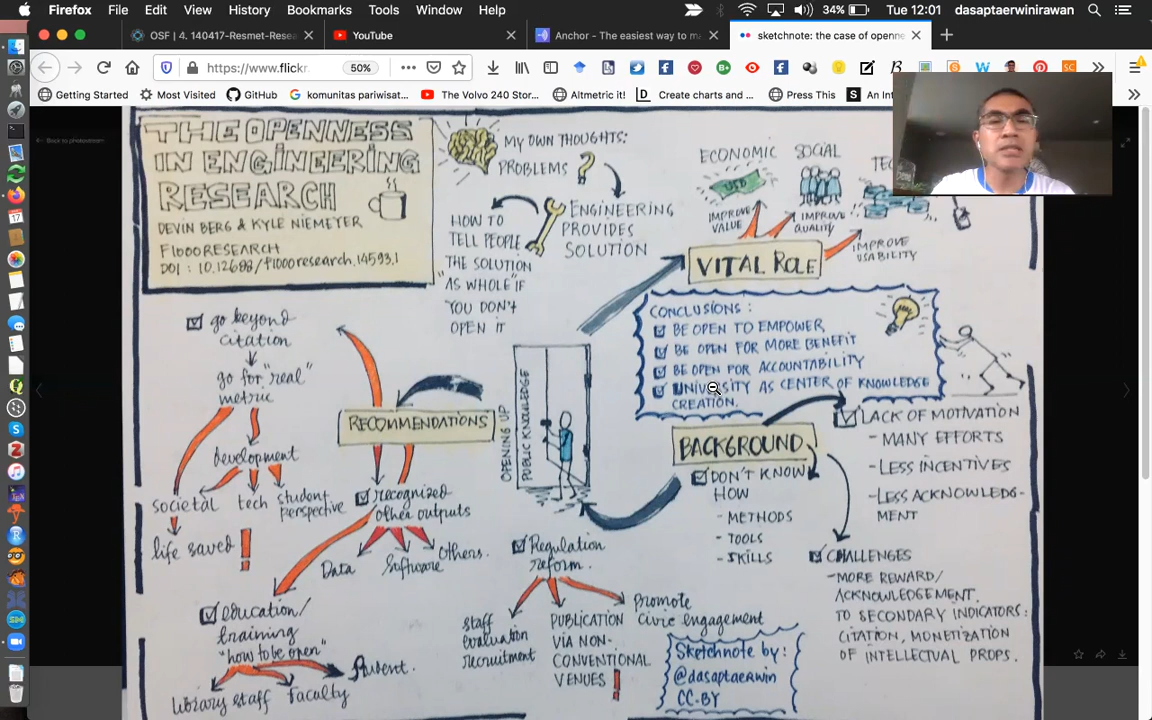 Firefox File Edit View History Bookmarks Tools Window Help 34% Tue 12:01 dasaptaerwinirawan
OSF | 4. 140417-Resmet-Resea
YouTube
Anchor - The easiest way to ma
sketchnote: the case of openne
https://www.flickr. 50%
Getting Started Most Visited GitHub komunitas pariwisat... The Volvo 240 Stor... Altmetric it! Create charts and ... Press This An Int
Back to photostream
THE OPENNESS
IN ENGINEERING
RESEARCH
DEVIN BERG & KYLE NIEMEYER
F1000RESEARCH
DOI : 10.12688/f1000research.14593.1
MY OWN THOUGHTS:
PROBLEMS ?
ENGINEERING
PROVIDES
SOLUTION
HOW TO
TELL PEOPLE
THE SOLUTION
"AS WHOLE IF
YOU DON'T
OPEN IT
ECONOMIC
USD
SOCIAL
IMPROVE
VALUE
IMPROVE
QUALITY
IMPROVE
USABILITY
VITAL ROLE
CONCLUSIONS :
BE OPEN TO EMPOWER
BE OPEN FOR MORE BENEFIT
BE OPEN FOR ACCOUNTABILITY
UNIVERSITY AS CENTER OF KNOWLEDGE
CREATION.
go beyond
citation
go for "real"
metric
development
societal
tech
student
perspective
life saved !
RECOMMENDATIONS
OPENING UP
PUBLIC KNOWLEDGE
recognized
other outputs
Data
Software
Others.
education/
training
"how to be open"
Library staff
Faculty
Student.
Regulation
reform.
staff
evaluation
recruitment
PUBLICATION
VIA NON-
CONVENTIONAL
VENUES !
Promote
civic engagement
BACKGROUND
DON'T KNOW
HOW
- METHODS
- TOOLS
- SKILLS
LACK OF MOTIVATION
- MANY EFFORTS
- LESS INCENTIVES
- LESS ACKNOWLEDG-
MENT
CHALLENGES
- MORE REWARD/
ACKNOWLEDGEMENT.
TO SECONDARY INDICATORS:
CITATION, MONETIZATION
OF INTELLECTUAL PROPS.
Sketchnote by:
@dasaptaerwin
CC-BY